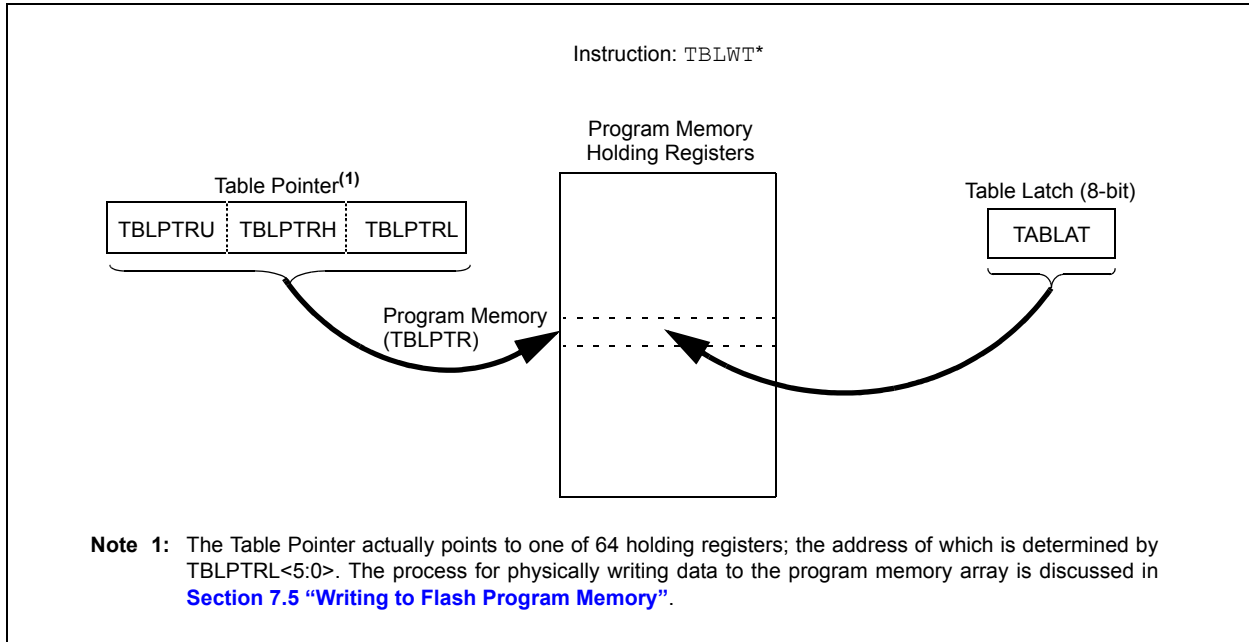 Instruction: TBLWT*
Program Memory
Holding Registers
Table Pointer(1)
Table Latch (8-bit)
TBLPTRU TBLPTRH TBLPTRL
TABLAT
Program Memory
(TBLPTR)
Note 1: The Table Pointer actually points to one of 64 holding registers; the address of which is determined by
TBLPTRL<5:0>. The process for physically writing data to the program memory array is discussed in
Section 7.5 “Writing to Flash Program Memory”.